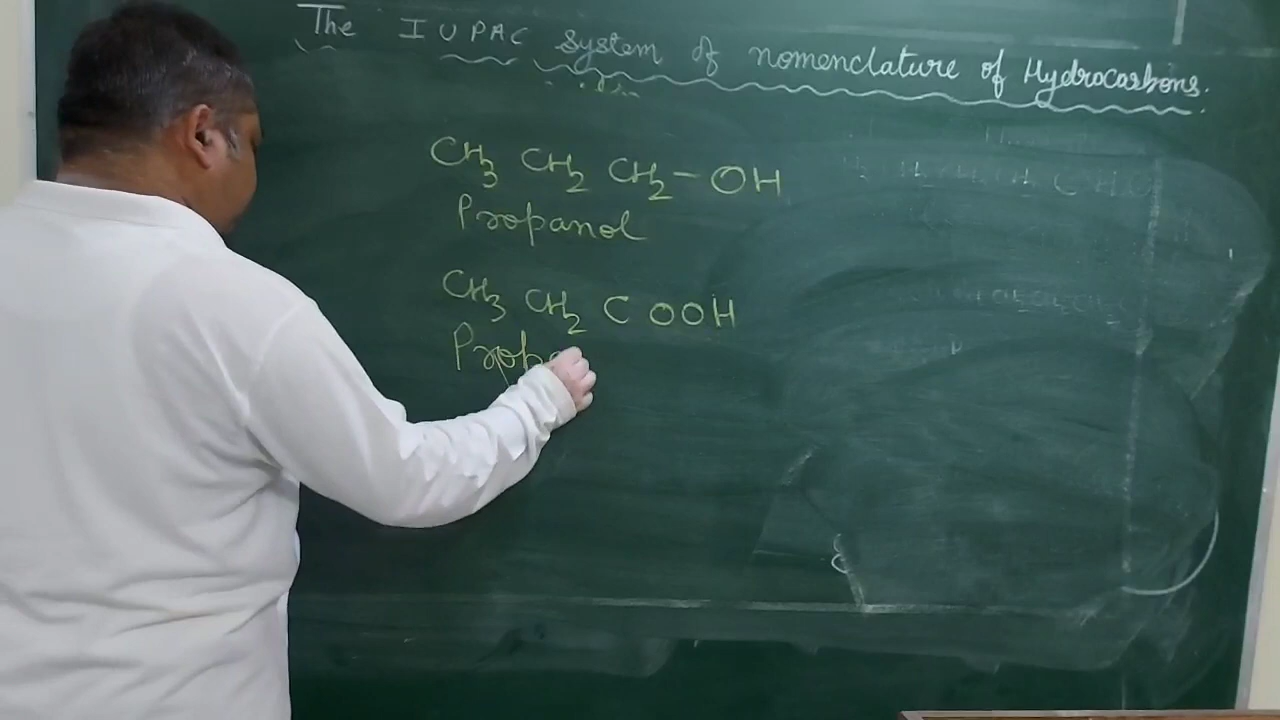 The IUPAC system of nomenclature of Hydrocarbons.
CH₃ CH₂ CH₂–OH
Propanol
CH₃ CH₂ COOH
Propa